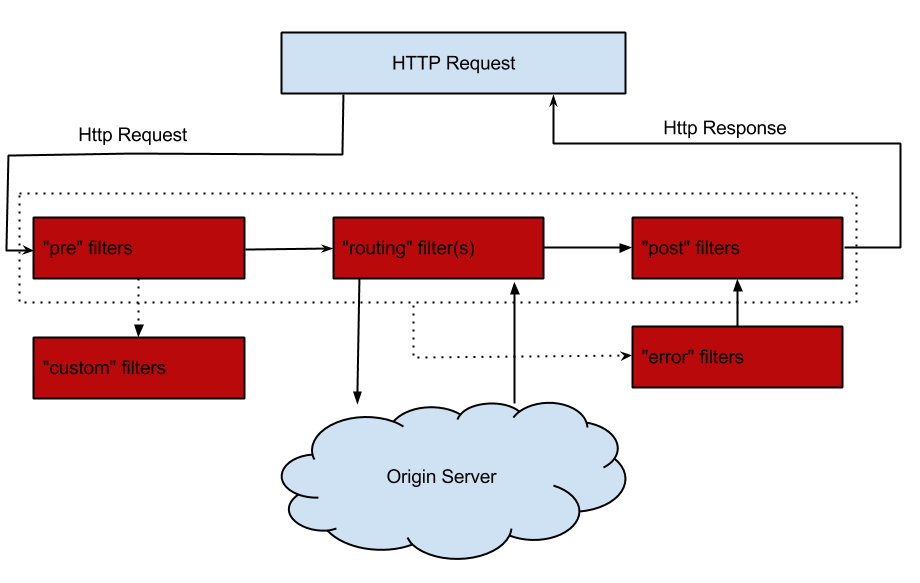 HTTP Request
Http Request
Http Response
"pre" filters
"routing" filter(s)
"post" filters
"custom" filters
"error" filters
Origin Server